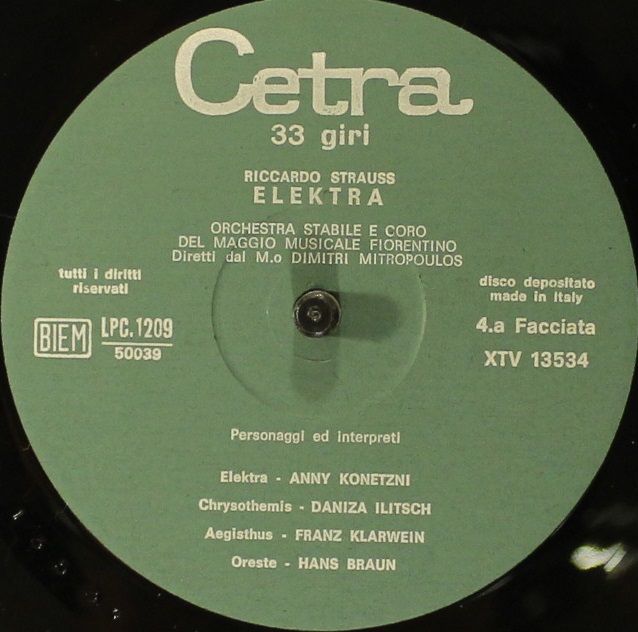 Cetra
33 giri
RICCARDO STRAUSS
ELEKTRA
ORCHESTRA STABILE E CORO
DEL MAGGIO MUSICALE FIORENTINO
Diretti dal M.o DIMITRI MITROPOULOS
tutti i diritti
riservati
disco depositato
made in Italy
BIEM
LPC.1209
50039
4.a Facciata
XTV 13534
Personaggi ed interpreti
Elektra - ANNY KONETZNI
Chrysothemis - DANIZA ILITSCH
Aegisthus - FRANZ KLARWEIN
Oreste - HANS BRAUN